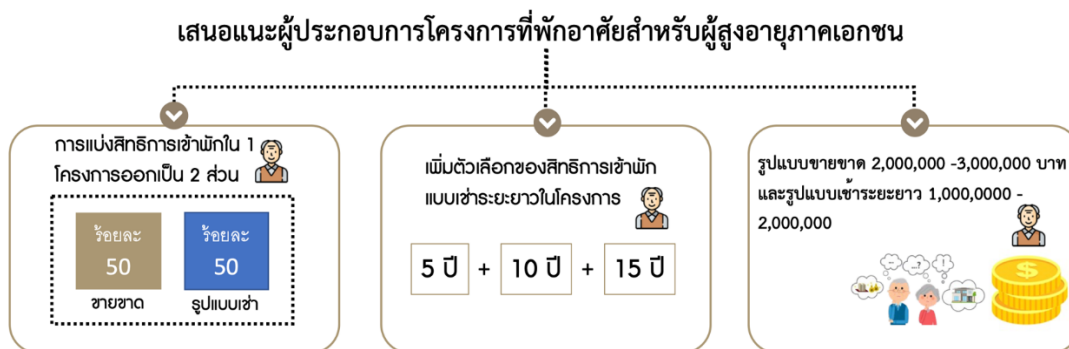 เสนอแนะผู้ประกอบการโครงการที่พักอาศัยสำหรับผู้สูงอายุภาคเอกชน
การแบ่งสิทธิการเข้าพักใน 1
โครงการออกเป็น 2 ส่วน
ร้อยละ
50
ร้อยละ
50
ขายขาด
รูปแบบเช่า
เพิ่มตัวเลือกของสิทธิการเข้าพัก
แบบเช่าระยะยาวในโครงการ
5 ปี + 10 ปี + 15 ปี
รูปแบบขายขาด 2,000,000 -3,000,000 บาท
และรูปแบบเช้าระยะยาว 1,000,0000 -
2,000,000